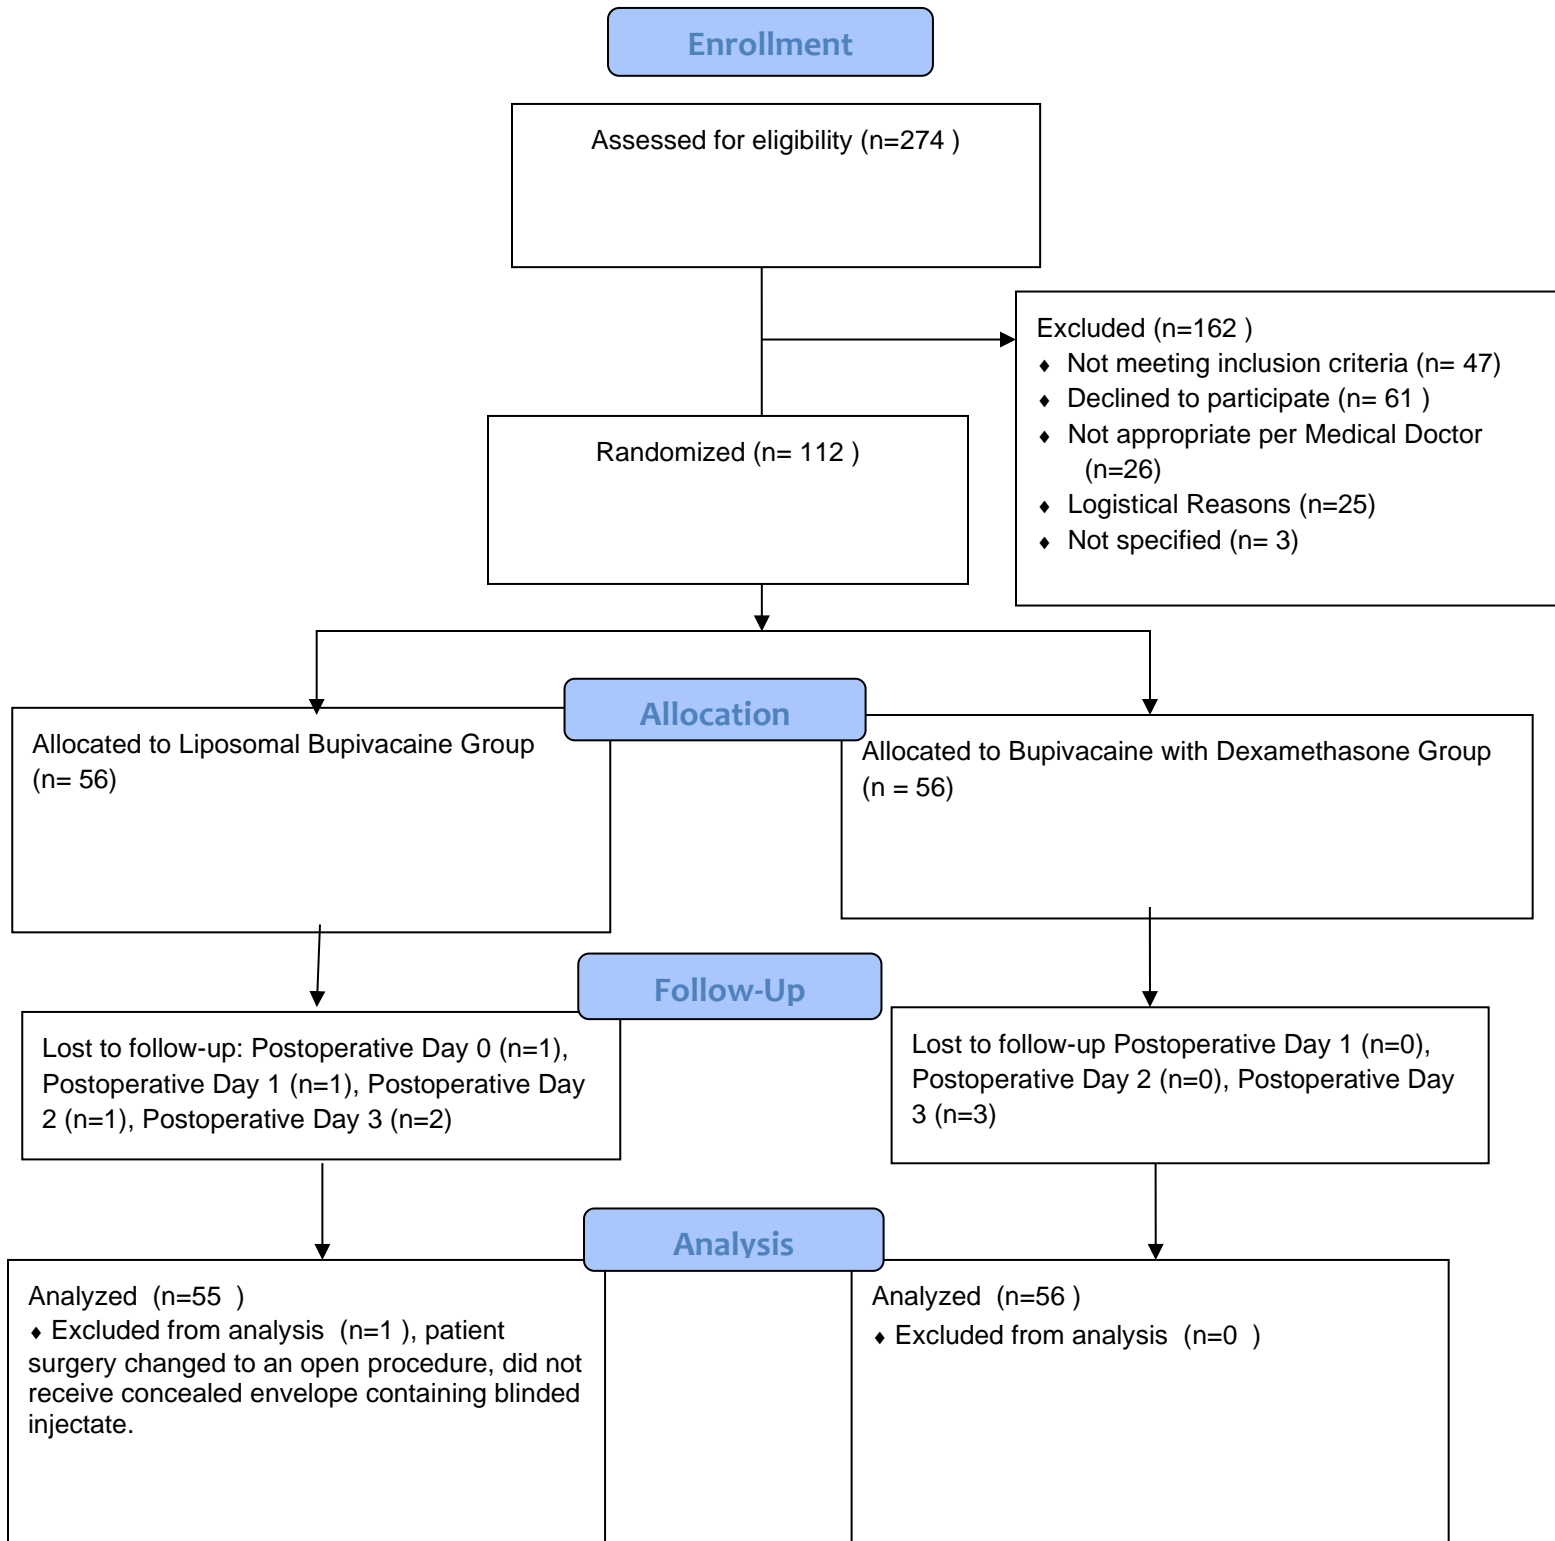 Enrollment
Assessed for eligibility (n=274 )
Excluded (n=162 )
♦ Not meeting inclusion criteria (n= 47)
♦ Declined to participate (n= 61 )
♦ Not appropriate per Medical Doctor
(n=26)
♦ Logistical Reasons (n=25)
♦ Not specified (n= 3)
Randomized (n= 112 )
Allocation
Allocated to Liposomal Bupivacaine Group
(n= 56)
Allocated to Bupivacaine with Dexamethasone Group
(n = 56)
Follow-Up
Lost to follow-up: Postoperative Day 0 (n=1),
Postoperative Day 1 (n=1), Postoperative Day
2 (n=1), Postoperative Day 3 (n=2)
Lost to follow-up Postoperative Day 1 (n=0),
Postoperative Day 2 (n=0), Postoperative Day
3 (n=3)
Analysis
Analyzed  (n=55  )
♦ Excluded from analysis  (n=1 ), patient
surgery changed to an open procedure, did not
receive concealed envelope containing blinded
injectate.
Analyzed  (n=56 )
♦ Excluded from analysis  (n=0  )